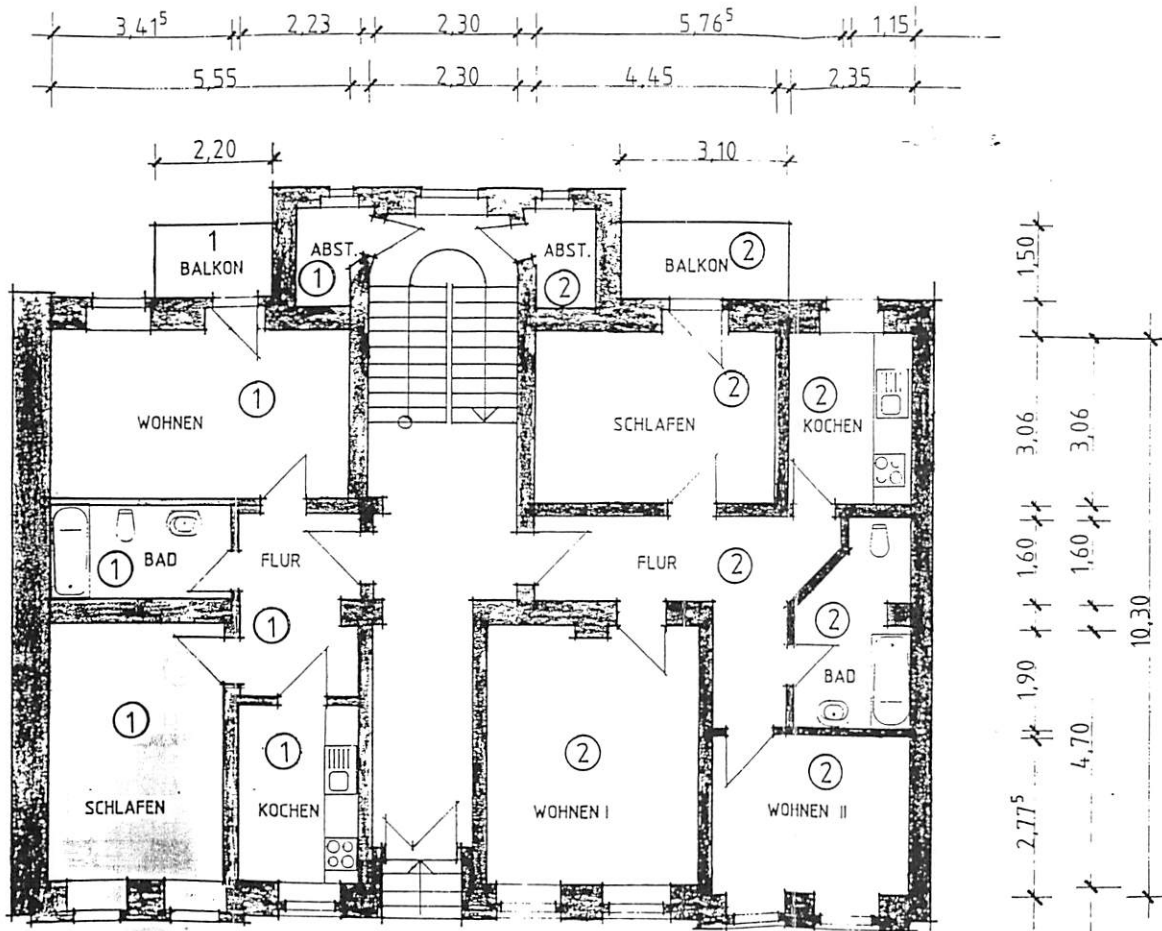 3,41⁵ 2,23 2,30 5,76⁵ 1,15
5,55 2,30 4,45 2,35
2,20 3,10
1
BALKON
ABST.
1
ABST.
2
BALKON 2
1,50
1
WOHNEN
2
SCHLAFEN
2
KOCHEN
3,06 3,06
1 BAD
FLUR
1
FLUR 2
1,60 1,60
10,30
2
BAD
1,90
1
SCHLAFEN
1
KOCHEN
2
WOHNEN I
2
WOHNEN II
4,70
2,77⁵